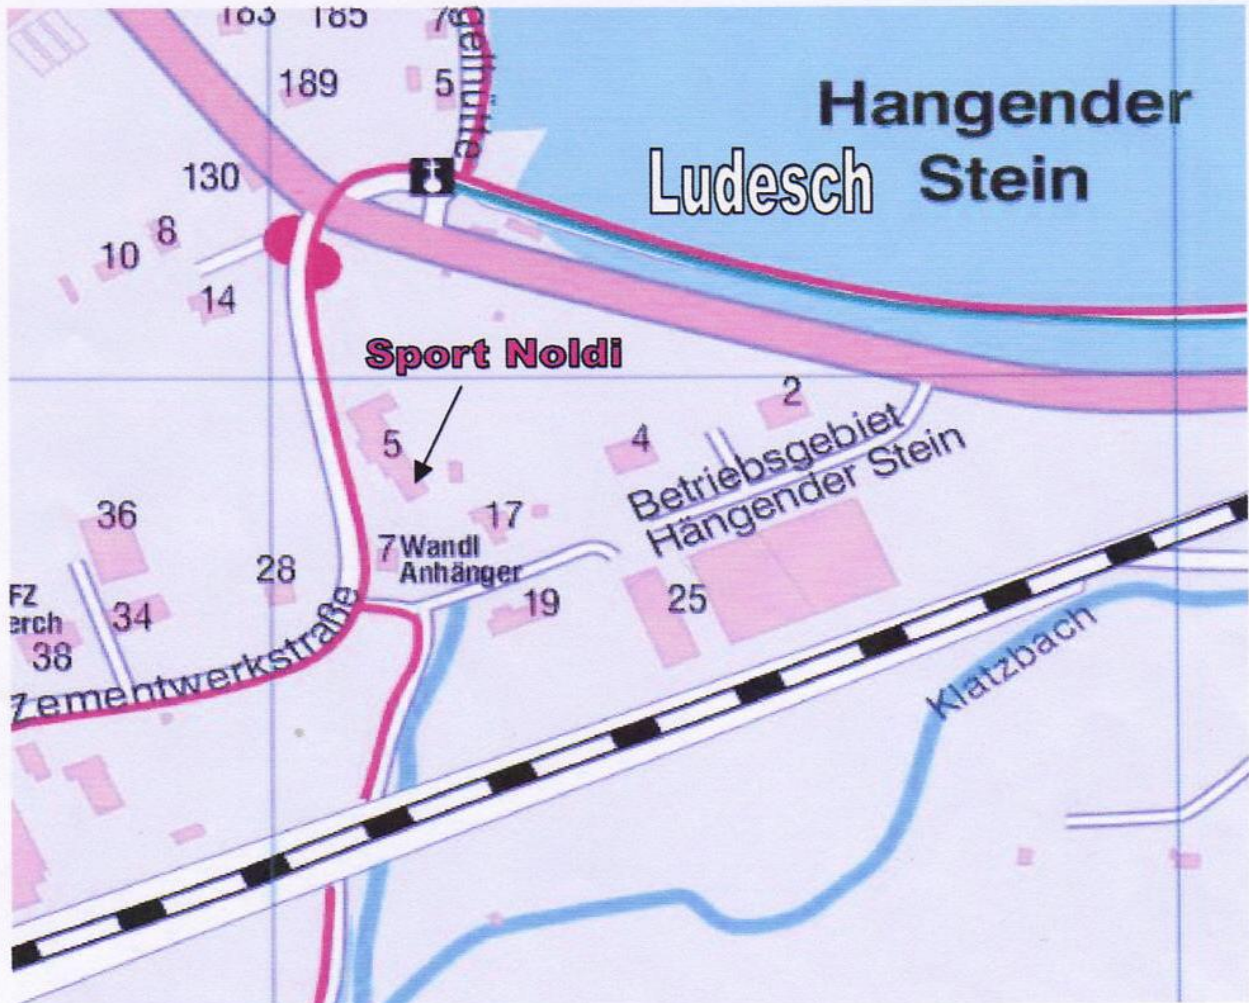 183 185 76
189 5
130
8
10
14
Hangender
Stein
Ludesch
Sport Noldi
5
2
4
Betriebsgebiet
Hängender Stein
36
17
7 Wandl
Anhänger
28
34
19
25
38
Zementwerkstraße
Klatzbach